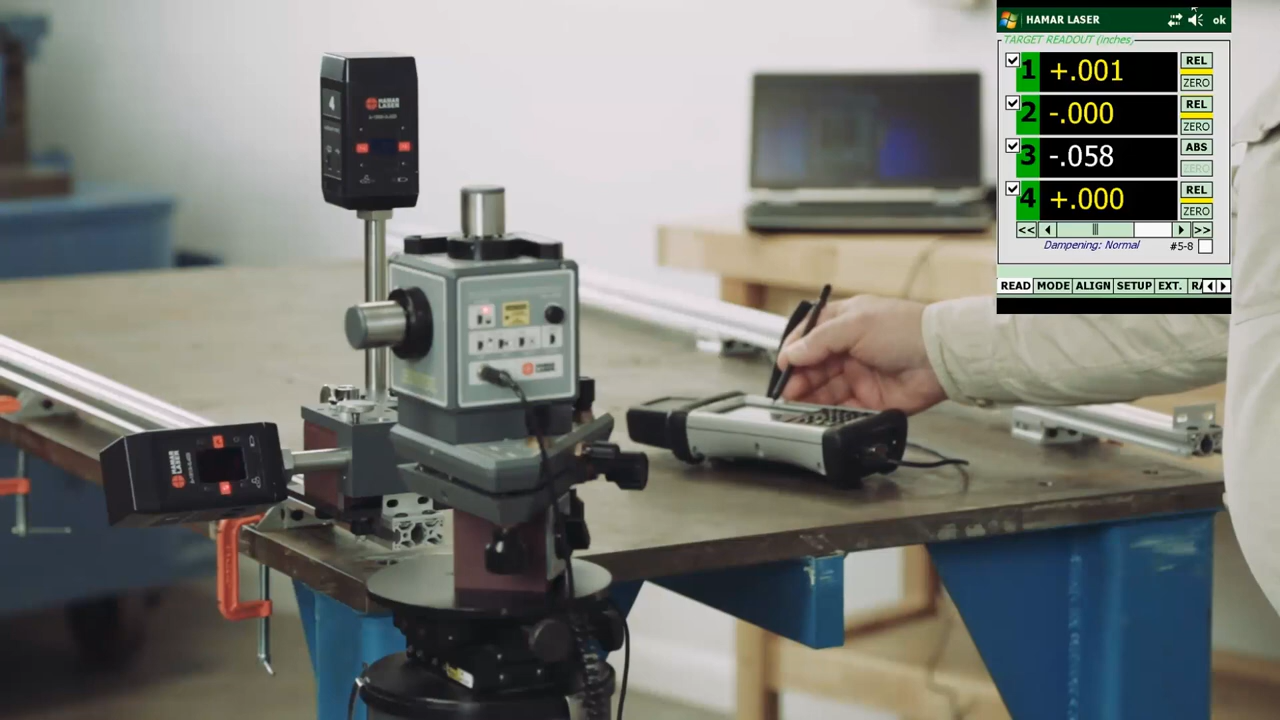 HAMAR LASER
ok
TARGET READOUT (inches)
1 +.001 REL ZERO
2 -.000 REL ZERO
3 -.058 ABS ZERO
4 +.000 REL ZERO
<< >>
Dampening: Normal #5-8
READ MODE ALIGN SETUP EXT.
4
HAMAR LASER
HAMAR LASER
HAMAR LASER